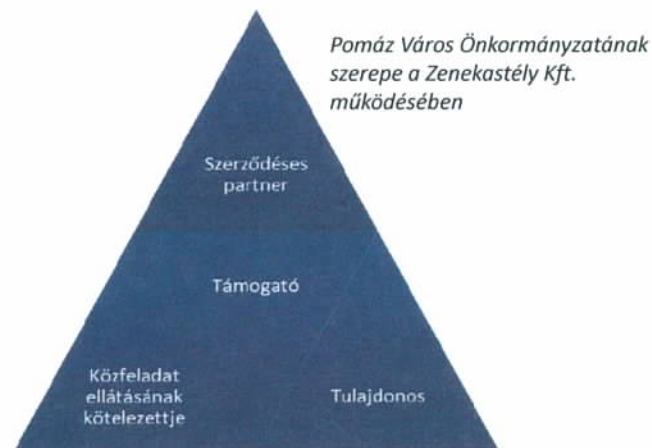 Pomáz Város Önkormányzatának
szerepe a Zenekastély Kft.
működésében
Szerződéses
partner
Támogató
Közfeladat
ellátásának
kötelezettje
Tulajdonos